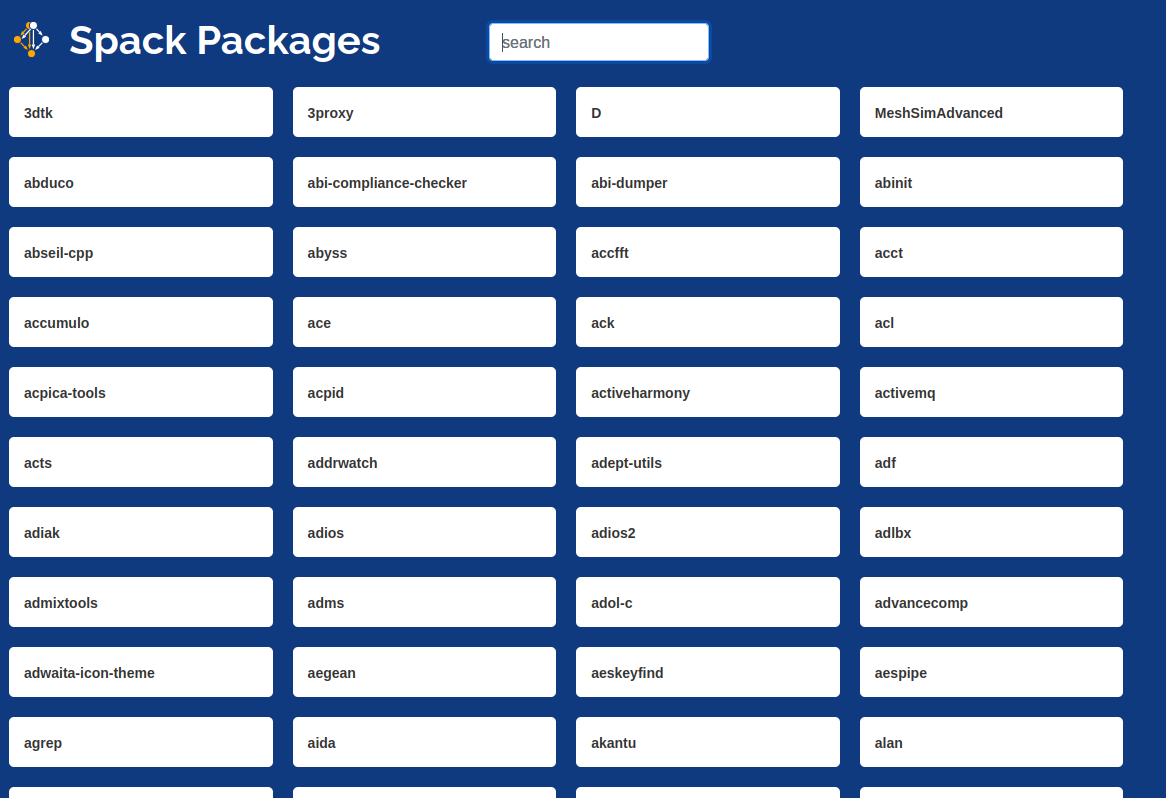 Spack Packages
search
3dtk 3proxy D MeshSimAdvanced
abduco abi-compliance-checker abi-dumper abinit
abseil-cpp abyss accfft acct
accumulo ace ack acl
acpica-tools acpid activeharmony activemq
acts addrwatch adept-utils adf
adiak adios adios2 adlbx
admixtools adms adol-c advancecomp
adwaita-icon-theme aegean aeskeyfind aespipe
agrep aida akantu alan